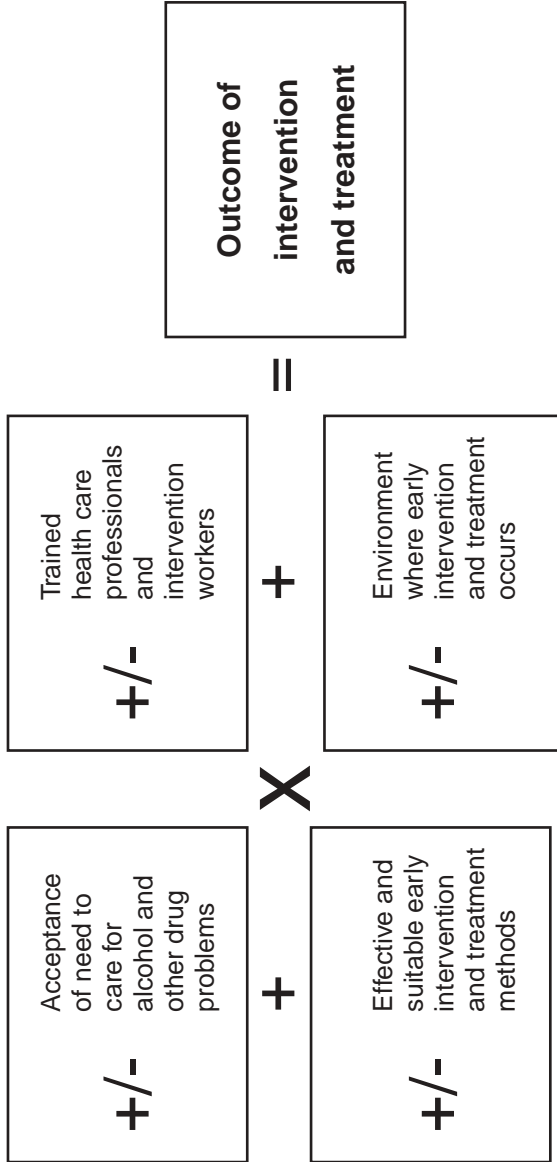 +/-
Acceptance
of need to
care for
alcohol and
other drug
problems
+
+/-
Effective and
suitable early
intervention
and treatment
methods
X
+/-
Trained
health care
professionals
and
intervention
workers
+
+/-
Environment
where early
intervention
and treatment
occurs
=
Outcome of
intervention
and treatment